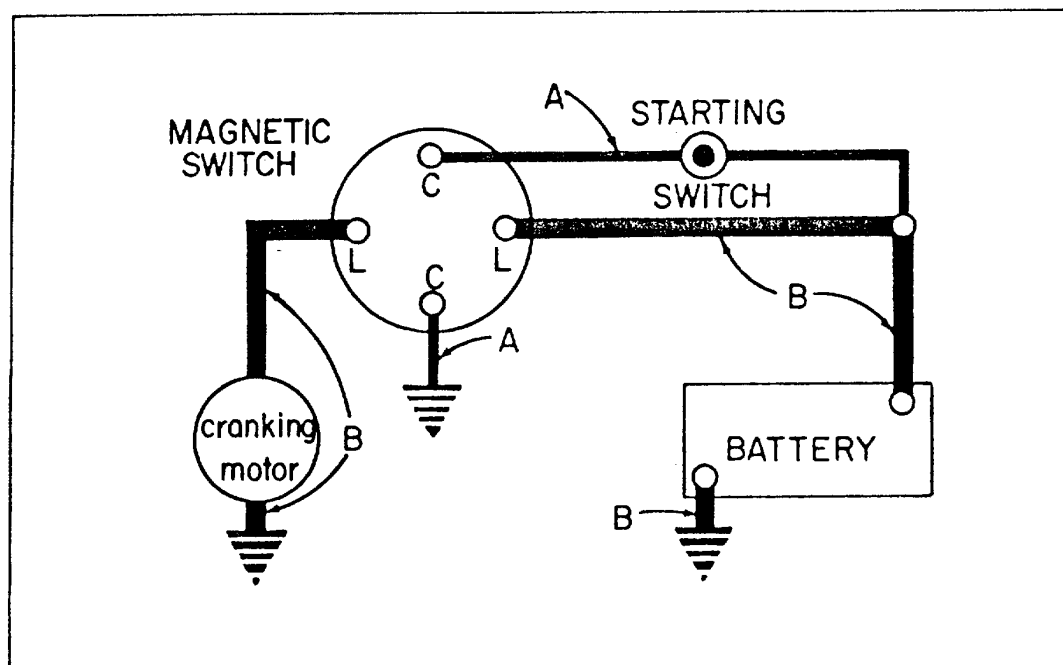 A
STARTING
MAGNETIC
SWITCH
C
SWITCH
L
L
C
B
A
cranking
motor
B
BATTERY
B